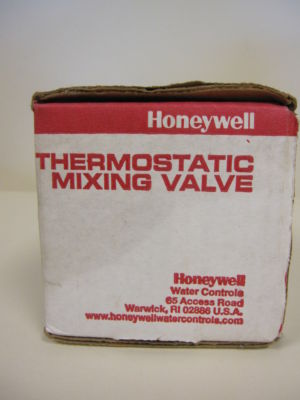 Honeywell
THERMOSTATIC
MIXING VALVE
Honeywell
Water Controls
65 Access Road
Warwick, RI 02886 U.S.A.
www.honeywellwatercontrols.com